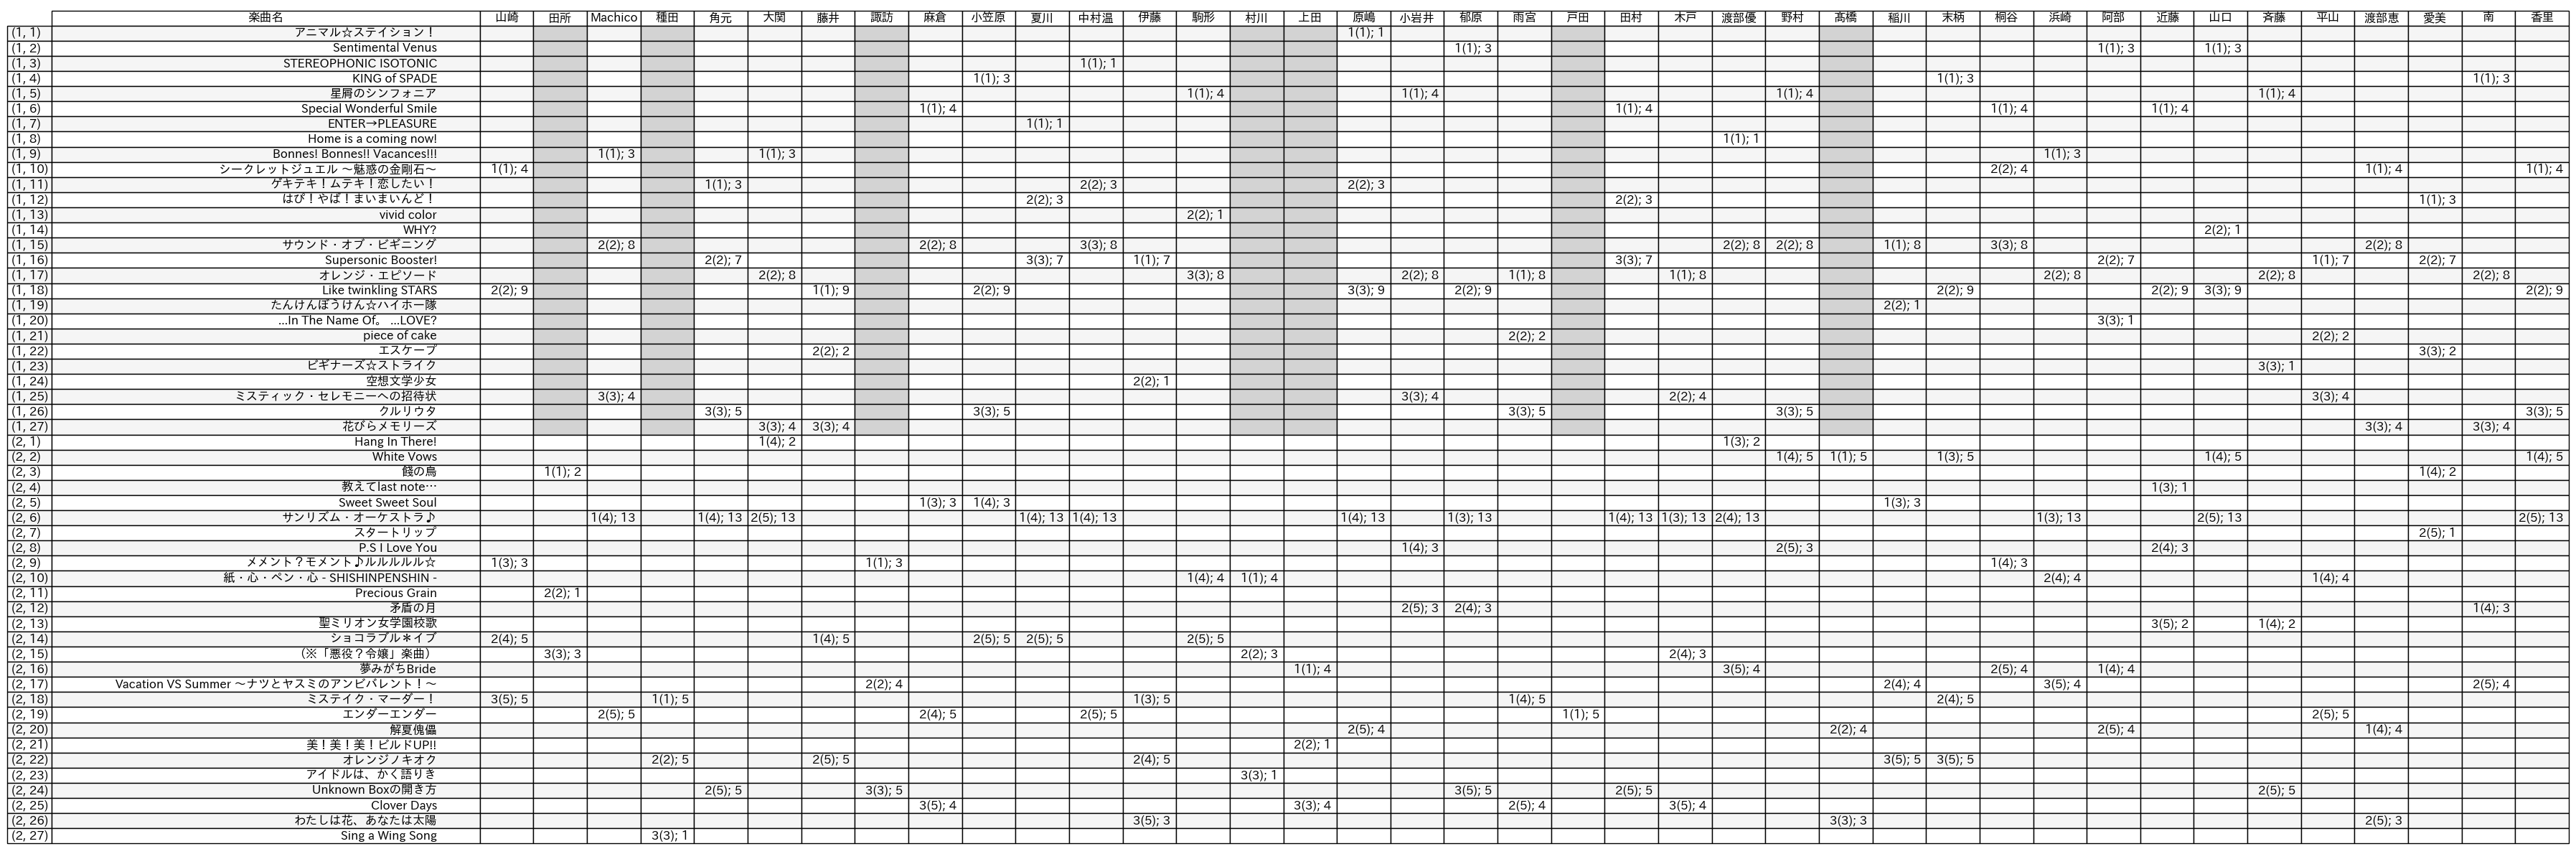 楽曲名 山崎 田所 Machico 種田 角元 大関 藤井 諏訪 麻倉 小笠原 夏川 中村温 伊藤 駒形 村川 上田 原嶋 小岩井 郁原 雨宮 戸田 田村 木戸 渡部優 野村 髙橋 稲川 末柄 桐谷 浜崎 阿部 近藤 山口 斉藤 平山 渡部恵 愛美 南 香里
(1, 1) アニマル☆ステイション！ 1(1); 1
(1, 2) Sentimental Venus 1(1); 3 1(1); 3 1(1); 3
(1, 3) STEREOPHONIC ISOTONIC 1(1); 1
(1, 4) KING of SPADE 1(1); 3 1(1); 3 1(1); 3
(1, 5) 星屑のシンフォニア 1(1); 4 1(1); 4 1(1); 4 1(1); 4
(1, 6) Special Wonderful Smile 1(1); 4 1(1); 4 1(1); 4 1(1); 4
(1, 7) ENTER→PLEASURE 1(1); 1
(1, 8) Home is a coming now! 1(1); 1
(1, 9) Bonnes! Bonnes!! Vacances!!! 1(1); 3 1(1); 3 1(1); 3
(1, 10) シークレットジュエル ～魅惑の金剛石～ 1(1); 4 2(2); 4 1(1); 4 1(1); 4
(1, 11) ゲキテキ！ムテキ！恋したい！ 1(1); 3 2(2); 3 2(2); 3
(1, 12) はぴ！やば！まいまいんど！ 2(2); 3 2(2); 3 1(1); 3
(1, 13) vivid color 2(2); 1
(1, 14) WHY? 2(2); 1
(1, 15) サウンド・オブ・ビギニング 2(2); 8 2(2); 8 3(3); 8 2(2); 8 2(2); 8 1(1); 8 3(3); 8 2(2); 8
(1, 16) Supersonic Booster! 2(2); 7 3(3); 7 1(1); 7 3(3); 7 2(2); 7 1(1); 7 2(2); 7
(1, 17) オレンジ・エピソード 2(2); 8 3(3); 8 2(2); 8 1(1); 8 1(1); 8 2(2); 8 2(2); 8 2(2); 8
(1, 18) Like twinkling STARS 2(2); 9 1(1); 9 2(2); 9 3(3); 9 2(2); 9 2(2); 9 2(2); 9 3(3); 9 2(2); 9
(1, 19) たんけんぼうけん☆ハイホー隊 2(2); 1
(1, 20) ...In The Name Of。 ...LOVE? 3(3); 1
(1, 21) piece of cake 2(2); 2 2(2); 2
(1, 22) エスケープ 2(2); 2 3(3); 2
(1, 23) ビギナーズ☆ストライク 3(3); 1
(1, 24) 空想文学少女 2(2); 1
(1, 25) ミスティック・セレモニーへの招待状 3(3); 4 3(3); 4 2(2); 4 3(3); 4
(1, 26) クルリウタ 3(3); 5 3(3); 5 3(3); 5 3(3); 5 3(3); 5
(1, 27) 花びらメモリーズ 3(3); 4 3(3); 4 3(3); 4 3(3); 4
(2, 1) Hang In There! 1(4); 2 1(3); 2
(2, 2) White Vows 1(4); 5 1(1); 5 1(3); 5 1(4); 5 1(4); 5
(2, 3) 餞の鳥 1(1); 2 1(4); 2
(2, 4) 教えてlast note… 1(3); 1
(2, 5) Sweet Sweet Soul 1(3); 3 1(4); 3 1(3); 3
(2, 6) サンリズム・オーケストラ♪ 1(4); 13 1(4); 13 2(5); 13 1(4); 13 1(4); 13 1(4); 13 1(3); 13 1(4); 13 1(3); 13 2(4); 13 1(3); 13 2(5); 13 2(5); 13
(2, 7) スタートリップ 2(5); 1
(2, 8) P.S I Love You 1(4); 3 2(5); 3 2(4); 3
(2, 9) メメント？モメント♪ルルルルル☆ 1(3); 3 1(1); 3 1(4); 3
(2, 10) 紙・心・ペン・心 - SHISHINPENSHIN - 1(4); 4 1(1); 4 2(4); 4 1(4); 4
(2, 11) Precious Grain 2(2); 1
(2, 12) 矛盾の月 2(5); 3 2(4); 3 1(4); 3
(2, 13) 聖ミリオン女学園校歌 3(5); 2 1(4); 2
(2, 14) ショコラブル＊イブ 2(4); 5 1(4); 5 2(5); 5 2(5); 5 2(5); 5
(2, 15) （※「悪役？令嬢」楽曲） 3(3); 3 2(2); 3 2(4); 3
(2, 16) 夢みがちBride 1(1); 4 3(5); 4 2(5); 4 1(4); 4
(2, 17) Vacation VS Summer ～ナツとヤスミのアンビバレント！～ 2(2); 4 2(4); 4 3(5); 4 2(5); 4
(2, 18) ミステイク・マーダー！ 3(5); 5 1(1); 5 1(3); 5 1(4); 5 2(4); 5
(2, 19) エンダーエンダー 2(5); 5 2(4); 5 2(5); 5 1(1); 5 2(5); 5
(2, 20) 解夏傀儡 2(5); 4 2(2); 4 2(5); 4 1(4); 4
(2, 21) 美！美！美！ビルドUP!! 2(2); 1
(2, 22) オレンジノキオク 2(2); 5 2(5); 5 2(4); 5 3(5); 5 3(5); 5
(2, 23) アイドルは、かく語りき 3(3); 1
(2, 24) Unknown Boxの開き方 2(5); 5 3(3); 5 3(5); 5 2(5); 5 2(5); 5
(2, 25) Clover Days 3(5); 4 3(3); 4 2(5); 4 3(5); 4
(2, 26) わたしは花、あなたは太陽 3(5); 3 3(3); 3 2(5); 3
(2, 27) Sing a Wing Song 3(3); 1